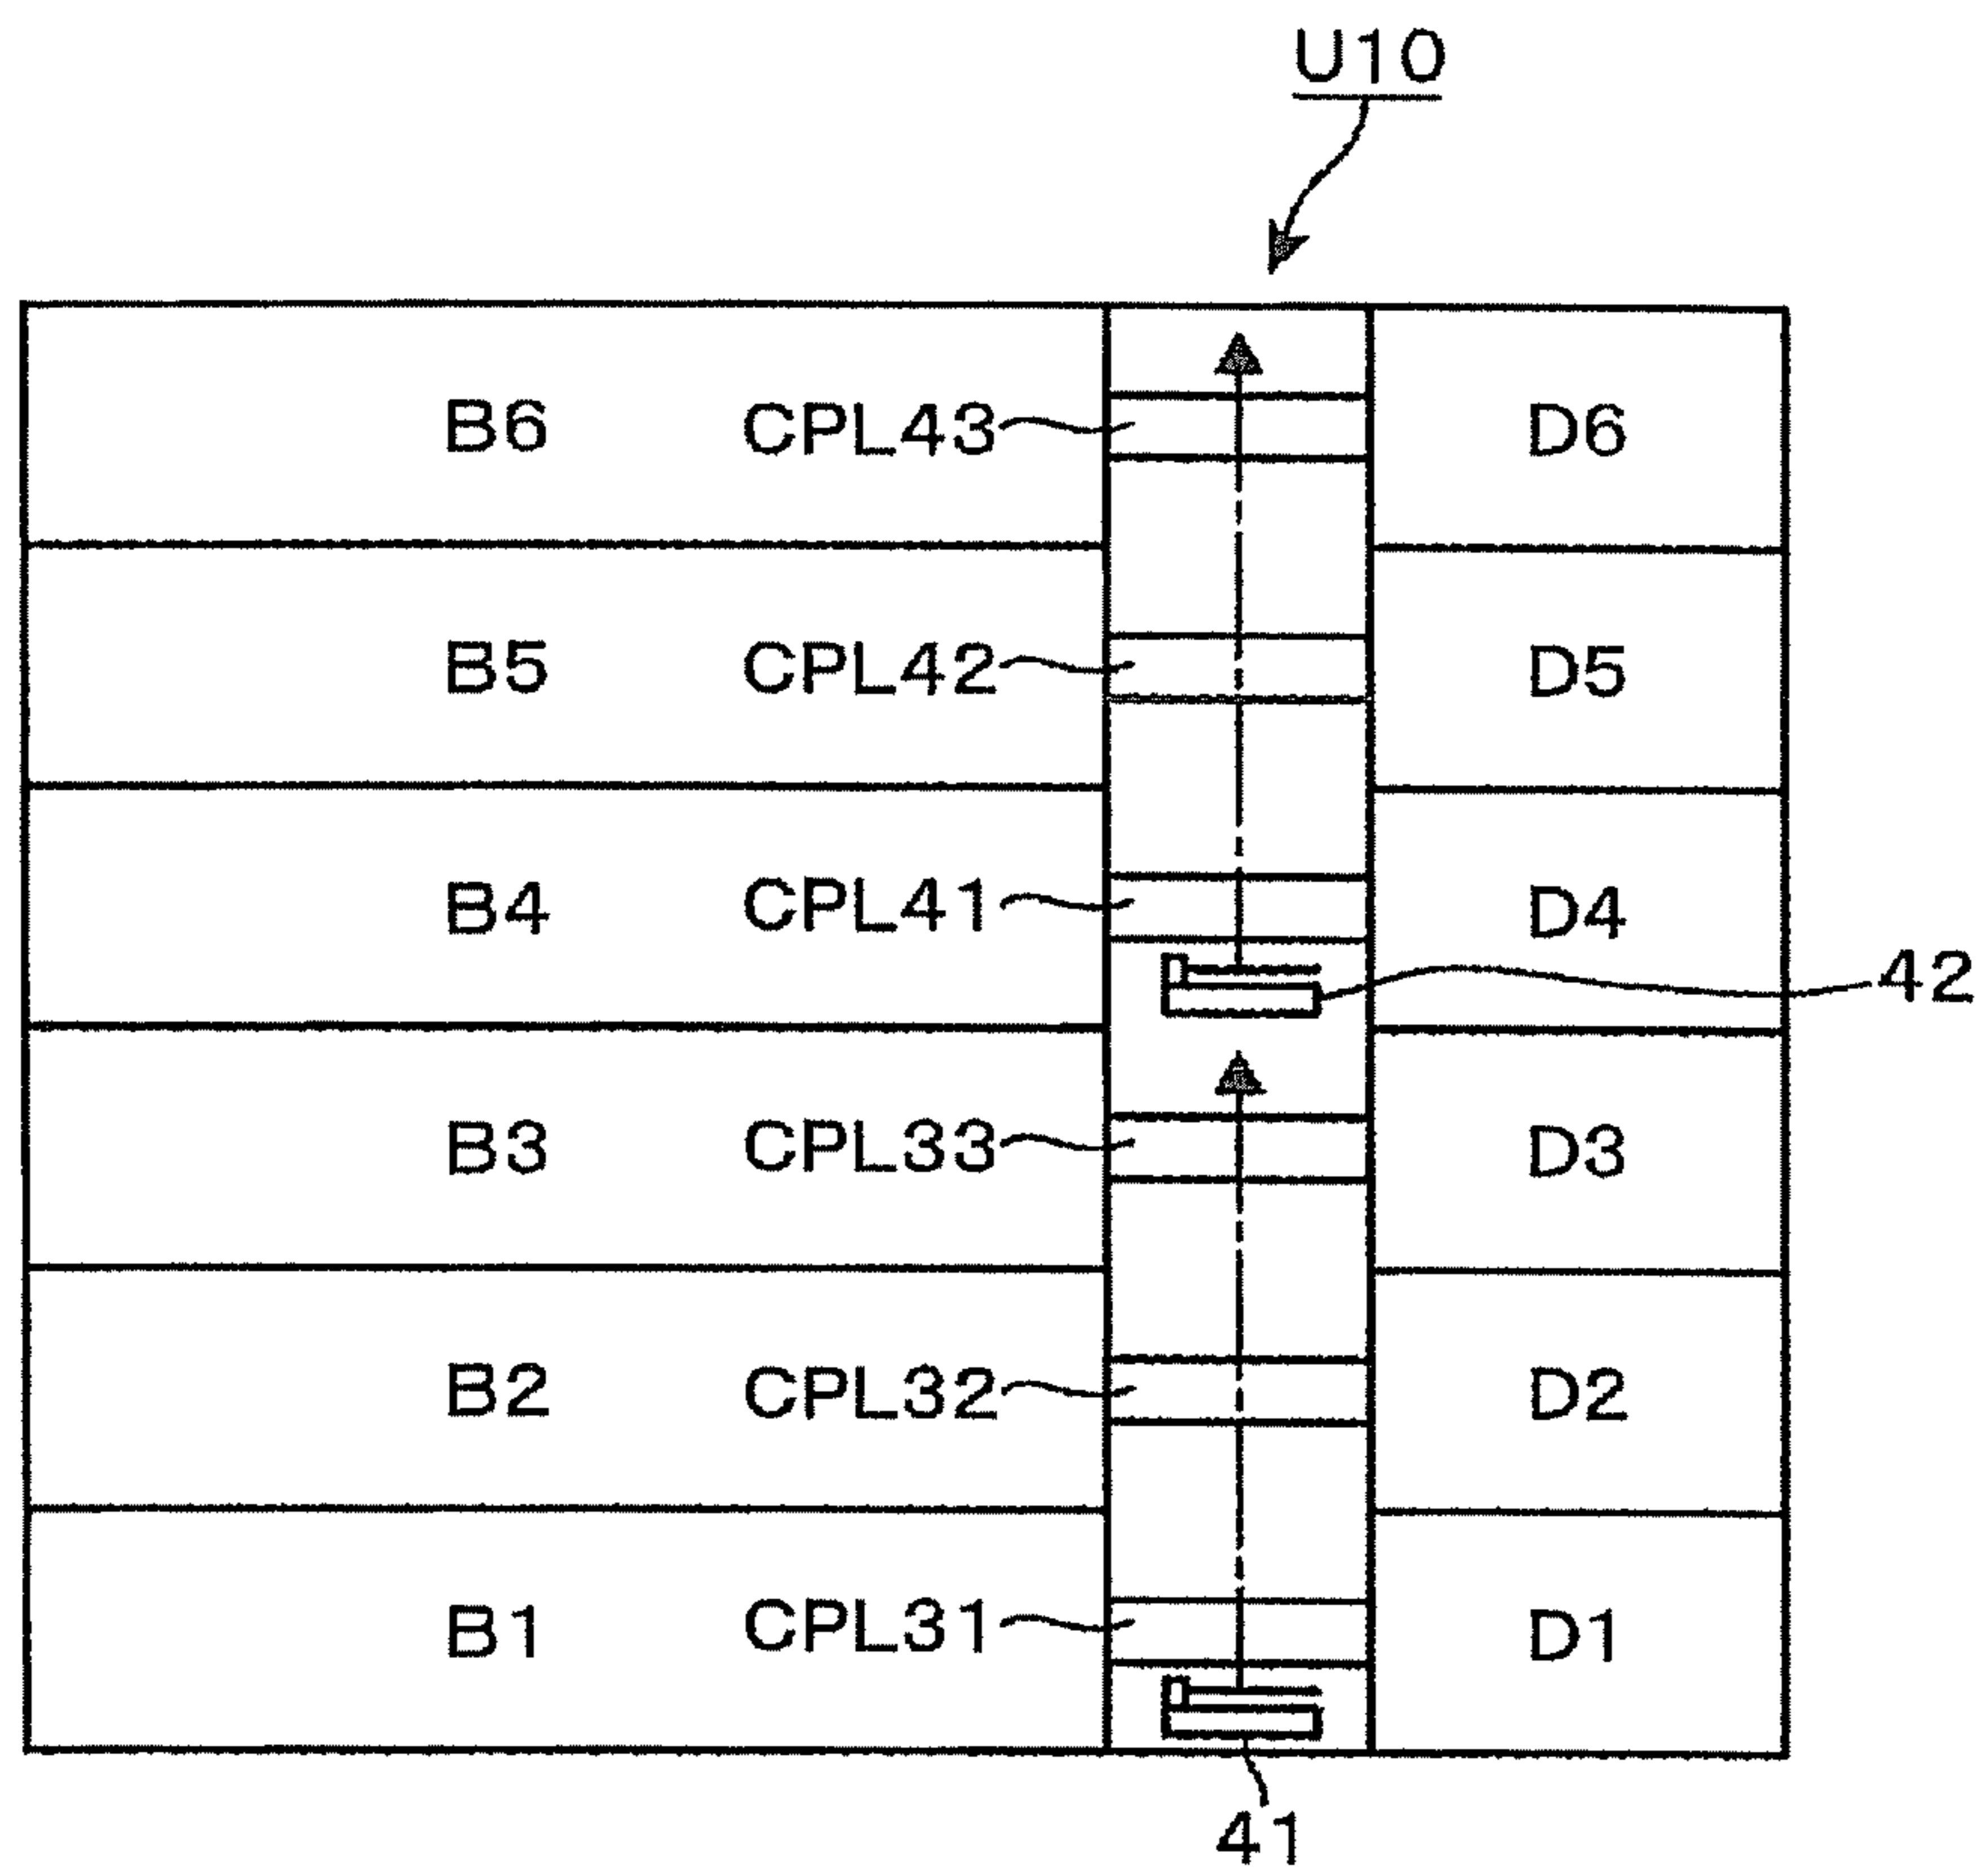 U10
B6 CPL43 D6
B5 CPL42 D5
B4 CPL41 D4
42
B3 CPL33 D3
B2 CPL32 D2
B1 CPL31 D1
41